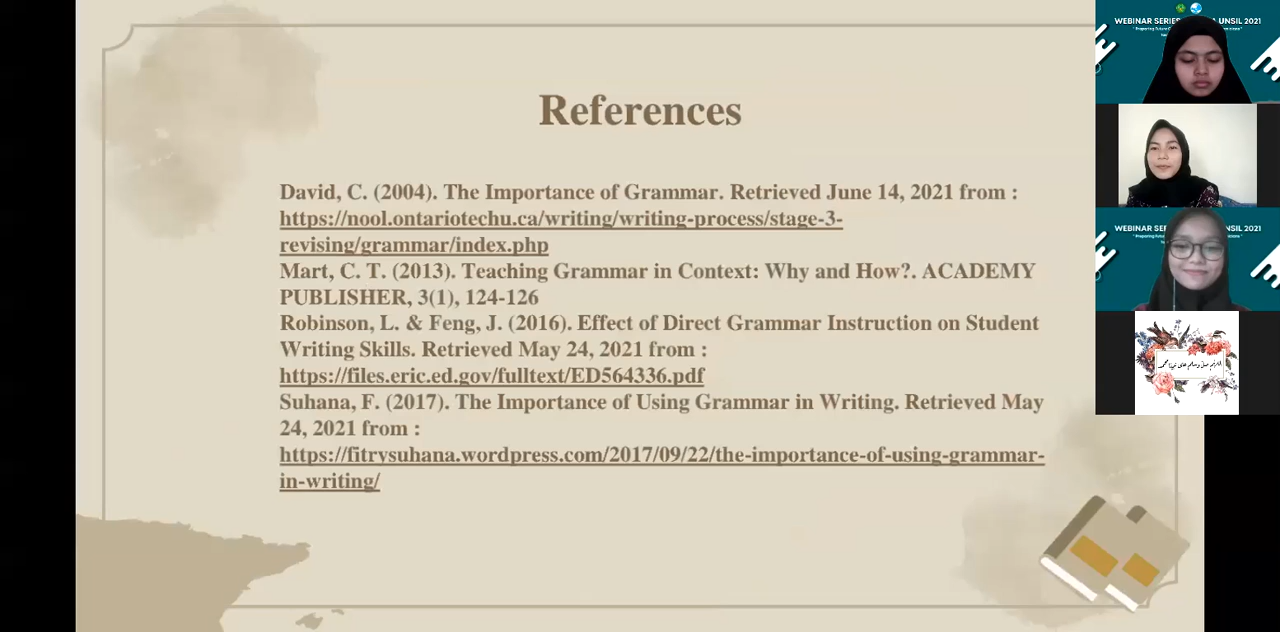 References
David, C. (2004). The Importance of Grammar. Retrieved June 14, 2021 from :
https://nool.ontariotechu.ca/writing/writing-process/stage-3-
revising/grammar/index.php
Mart, C. T. (2013). Teaching Grammar in Context: Why and How?. ACADEMY
PUBLISHER, 3(1), 124-126
Robinson, L. & Feng, J. (2016). Effect of Direct Grammar Instruction on Student
Writing Skills. Retrieved May 24, 2021 from :
https://files.eric.ed.gov/fulltext/ED564336.pdf
Suhana, F. (2017). The Importance of Using Grammar in Writing. Retrieved May
24, 2021 from :
https://fitrysuhana.wordpress.com/2017/09/22/the-importance-of-using-grammar-
in-writing/
WEBINAR SERIES UNSIL 2021
WEBINAR UNSIL 2021